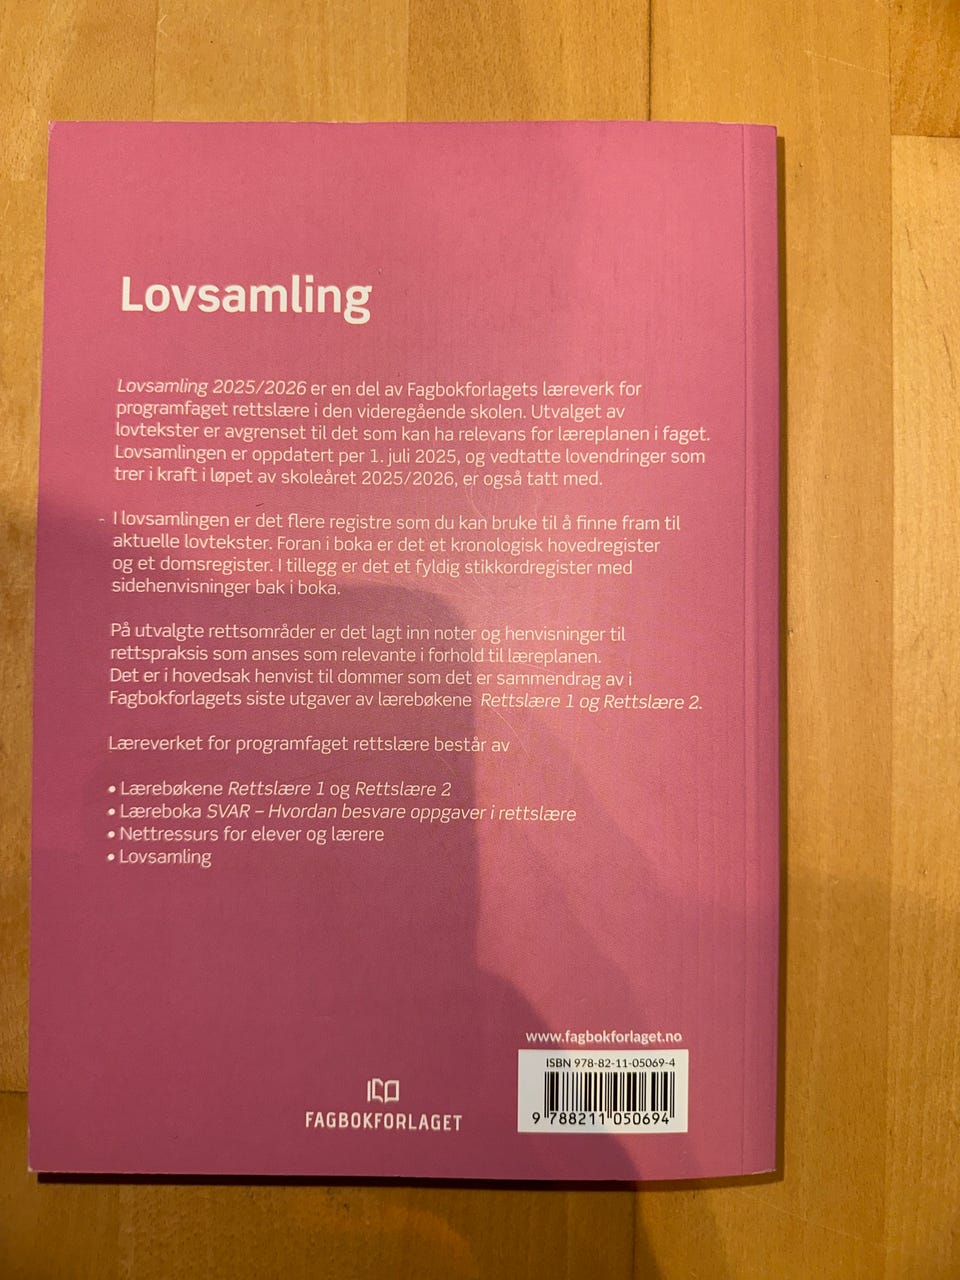 Lovsamling
Lovsamling 2025/2026 er en del av Fagbokforlagets læreverk for
programfaget rettslære i den videregående skolen. Utvalget av
lovtekster er avgrenset til det som kan ha relevans for læreplanen i faget.
Lovsamlingen er oppdatert per 1. juli 2025, og vedtatte lovendringer som
trer i kraft i løpet av skoleåret 2025/2026, er også tatt med.
I lovsamlingen er det flere registre som du kan bruke til å finne fram til
aktuelle lovtekster. Foran i boka er det et kronologisk hovedregister
og et domsregister. I tillegg er det et fyldig stikkordregister med
sidehenvisninger bak i boka.
På utvalgte rettsområder er det lagt inn noter og henvisninger til
rettspraksis som anses som relevante i forhold til læreplanen.
Det er i hovedsak henvist til dommer som det er sammendrag av i
Fagbokforlagets siste utgaver av lærebøkene Rettslære 1 og Rettslære 2.
Læreverket for programfaget rettslære består av
• Lærebøkene Rettslære 1 og Rettslære 2
• Læreboka SVAR – Hvordan besvare oppgaver i rettslære
• Nettressurs for elever og lærere
• Lovsamling
www.fagbokforlaget.no
ISBN 978-82-11-05069-4
9 788211 050694
FAGBOKFORLAGET